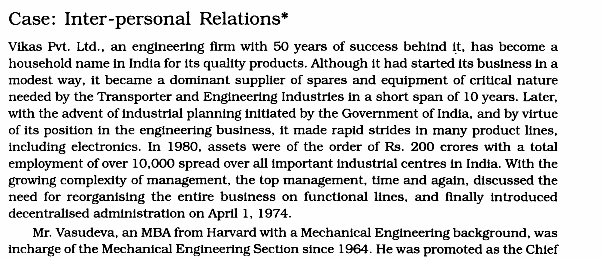 Case: Inter-personal Relations*
Vikas Pvt. Ltd., an engineering firm with 50 years of success behind it, has become a
household name in India for its quality products. Although it had started its business in a
modest way, it became a dominant supplier of spares and equipment of critical nature
needed by the Transporter and Engineering Industries in a short span of 10 years. Later,
with the advent of industrial planning initiated by the Government of India, and by virtue
of its position in the engineering business, it made rapid strides in many product lines,
including electronics. In 1980, assets were of the order of Rs. 200 crores with a total
employment of over 10,000 spread over all important industrial centres in India. With the
growing complexity of management, the top management, time and again, discussed the
need for reorganising the entire business on functional lines, and finally introduced
decentralised administration on April 1, 1974.
Mr. Vasudeva, an MBA from Harvard with a Mechanical Engineering background, was
incharge of the Mechanical Engineering Section since 1964. He was promoted as the Chief